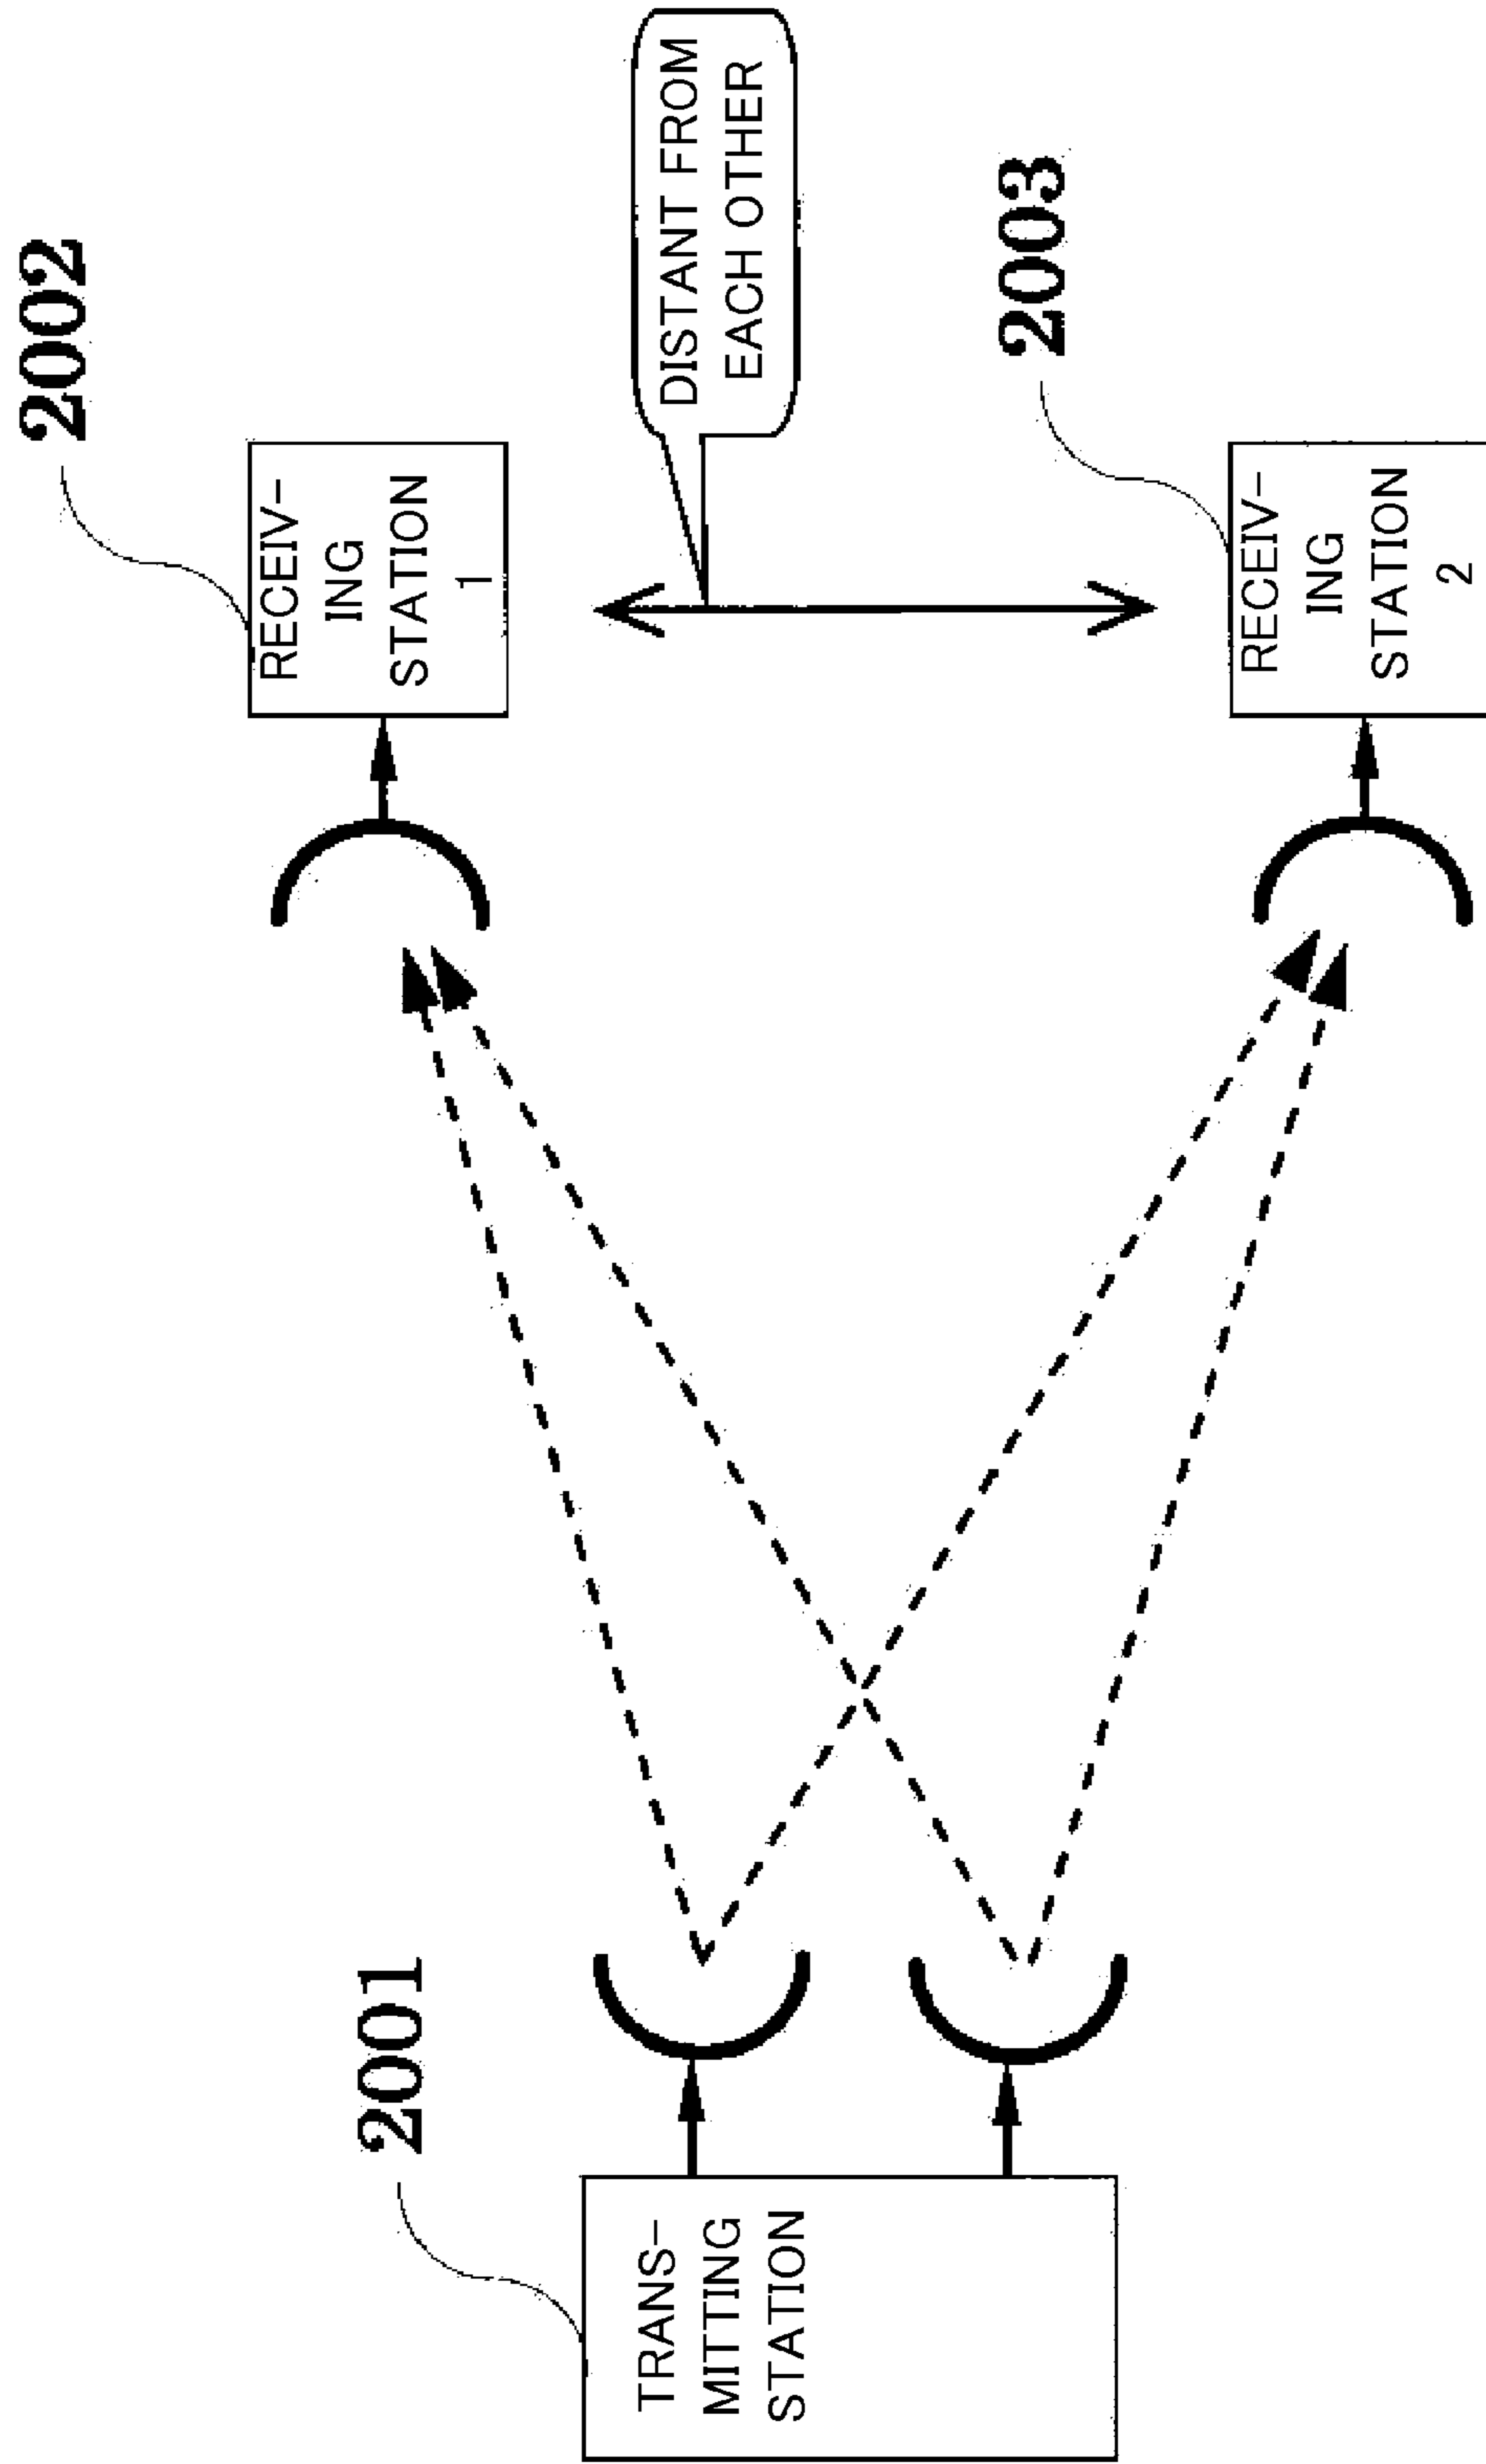 2001
TRANS-
MITTING
STATION
2002
RECEIV-
ING
STATION
1
DISTANT FROM
EACH OTHER
2003
RECEIV-
ING
STATION
2